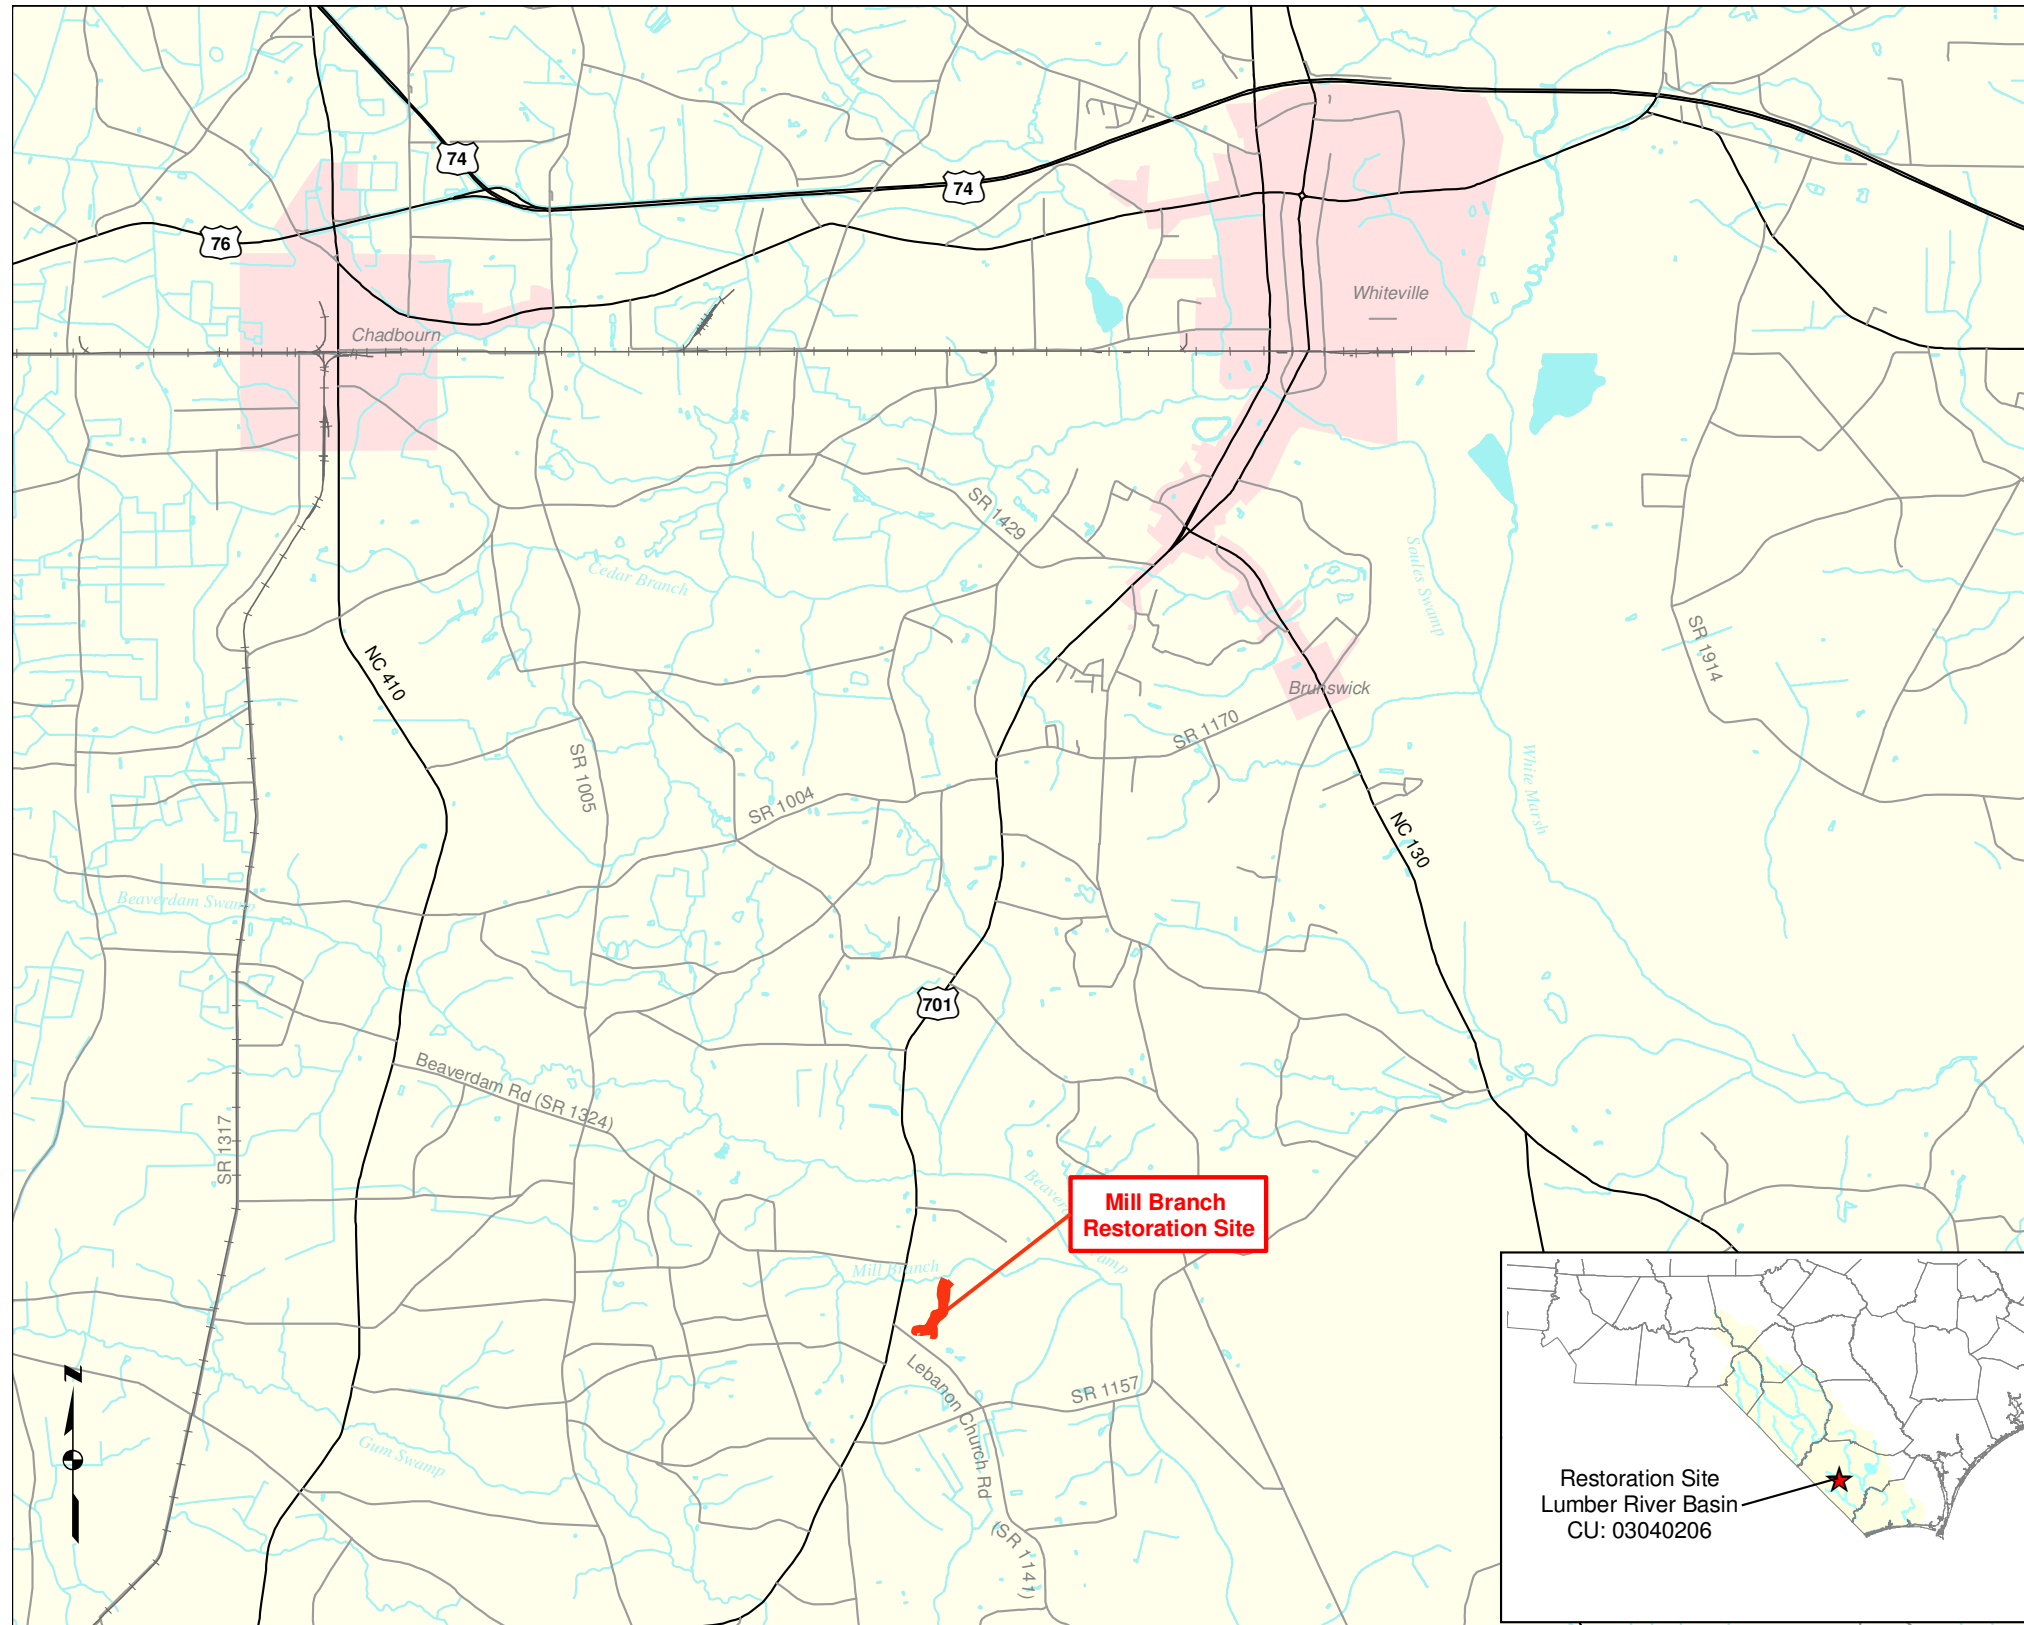 74
74
76
Whiteville
Chadbourn
SR 1429
Soules Swamp
Cedar Branch
SR 1914
NC 410
Brunswick
SR 1170
SR 1005
White Marsh
SR 1004
NC 130
Beaverdam Swamp
701
Beaverdam Rd (SR 1324)
SR 1317
Beaver
amp
Mill Branch
Restoration Site
Mill Branch
Lebanon Church Rd
(SR 1141)
SR 1157
Gum Swamp
N
Restoration Site
Lumber River Basin
CU: 03040206